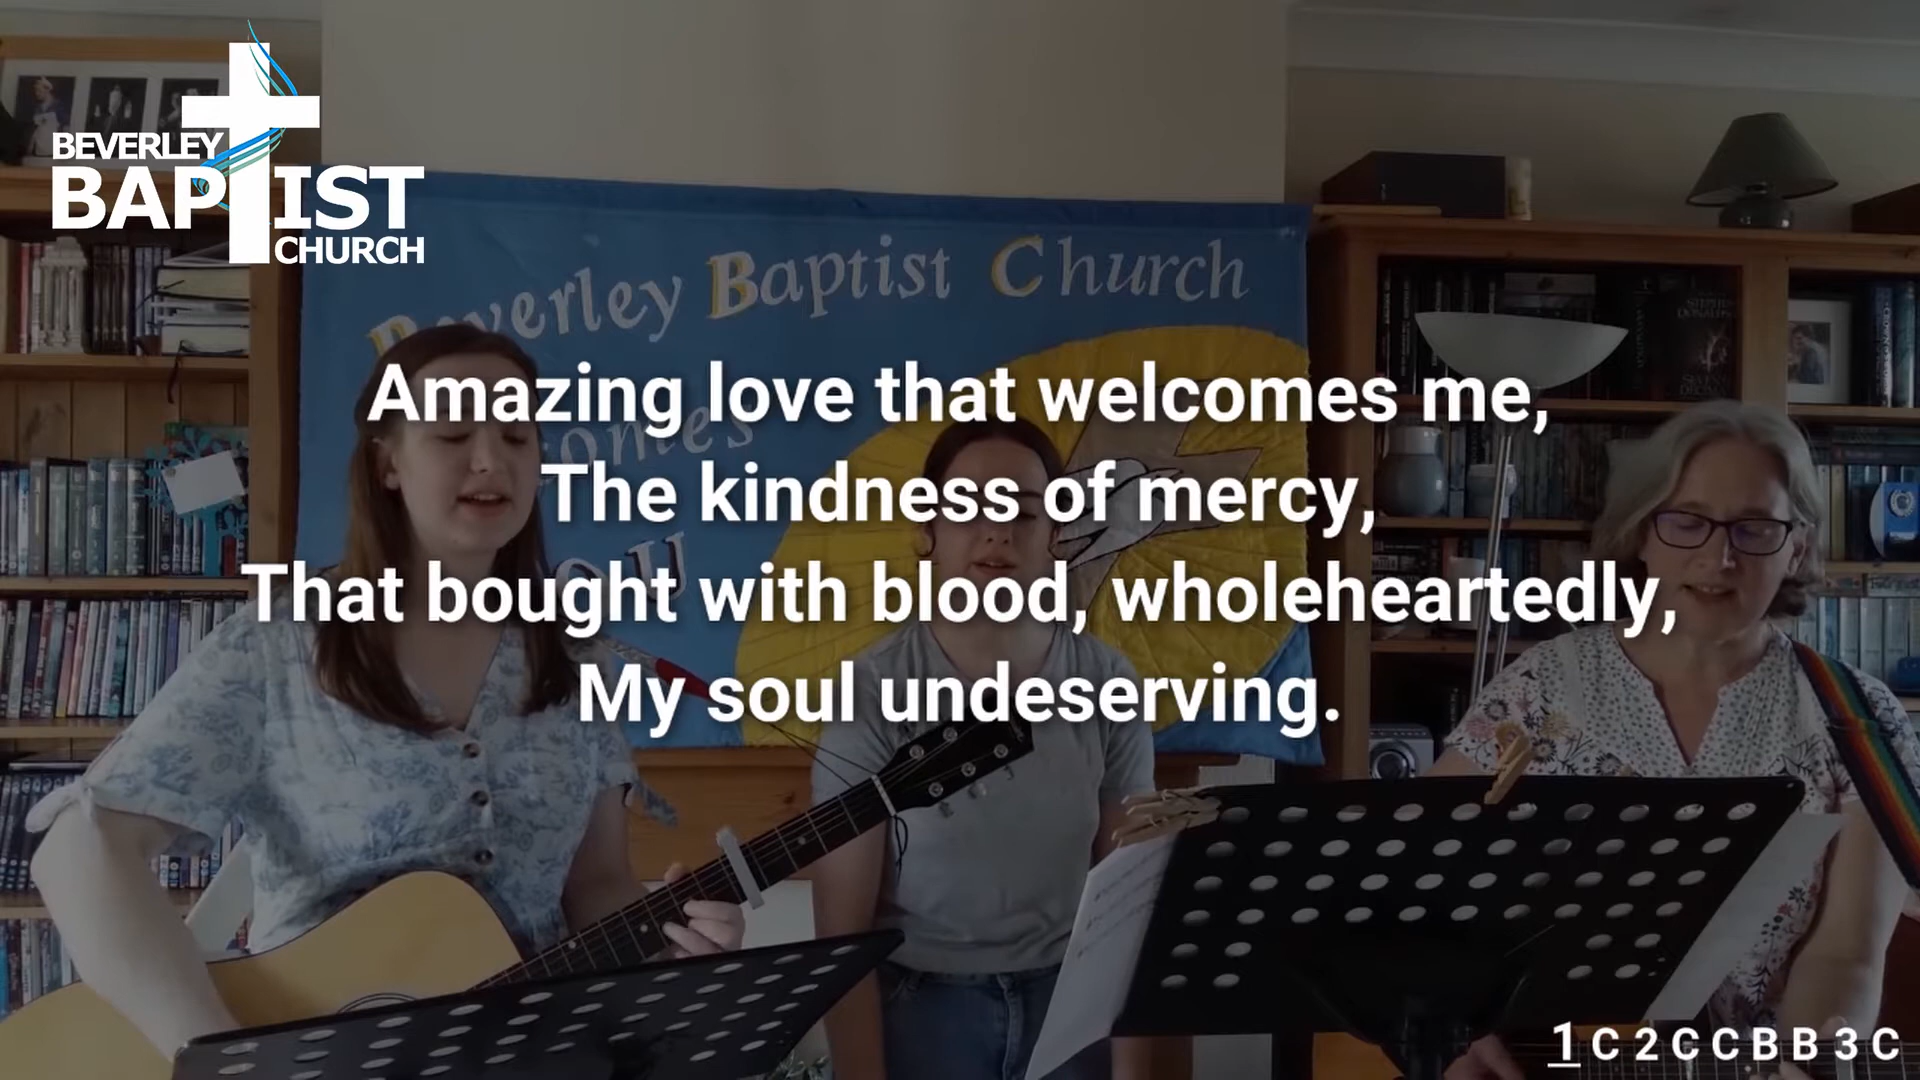 BEVERLEY
BAPTIST
CHURCH
Beverley Baptist Church
Amazing love that welcomes me,
The kindness of mercy,
That bought with blood, wholeheartedly,
My soul undeserving.
1 C 2 C C B B 3 C